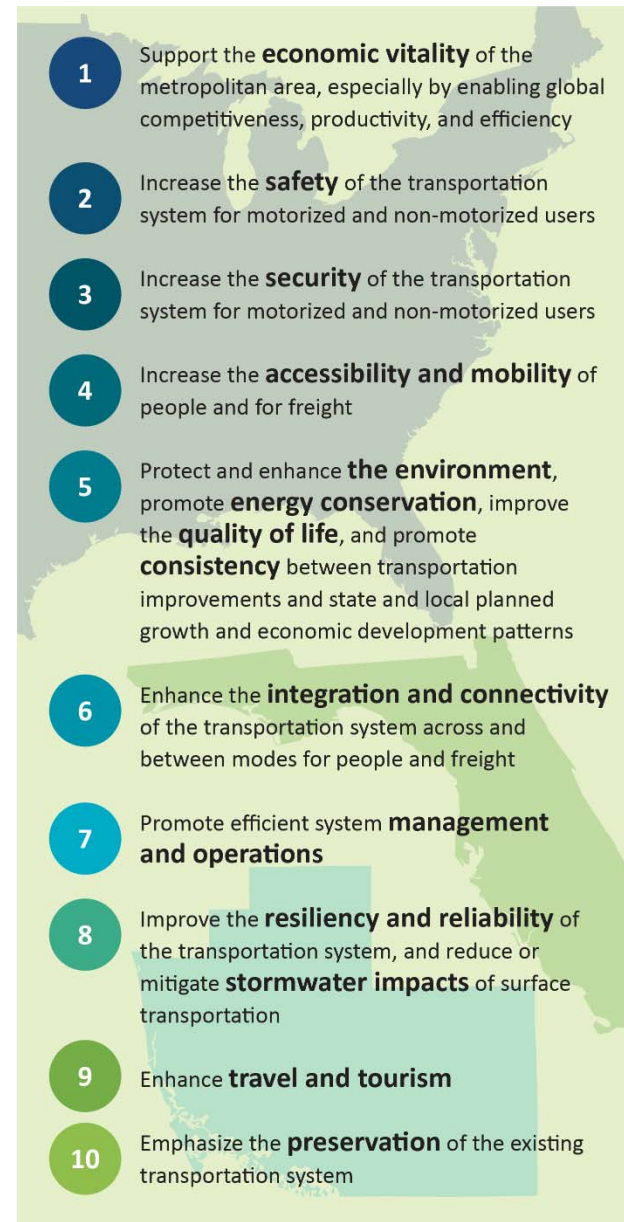 1
Support the economic vitality of the
metropolitan area, especially by enabling global
competitiveness, productivity, and efficiency
2
Increase the safety of the transportation
system for motorized and non-motorized users
3
Increase the security of the transportation
system for motorized and non-motorized users
4
Increase the accessibility and mobility of
people and for freight
5
Protect and enhance the environment,
promote energy conservation, improve
the quality of life, and promote
consistency between transportation
improvements and state and local planned
growth and economic development patterns
6
Enhance the integration and connectivity
of the transportation system across and
between modes for people and freight
7
Promote efficient system management
and operations
8
Improve the resiliency and reliability of
the transportation system, and reduce or
mitigate stormwater impacts of surface
transportation
9
Enhance travel and tourism
10
Emphasize the preservation of the existing
transportation system